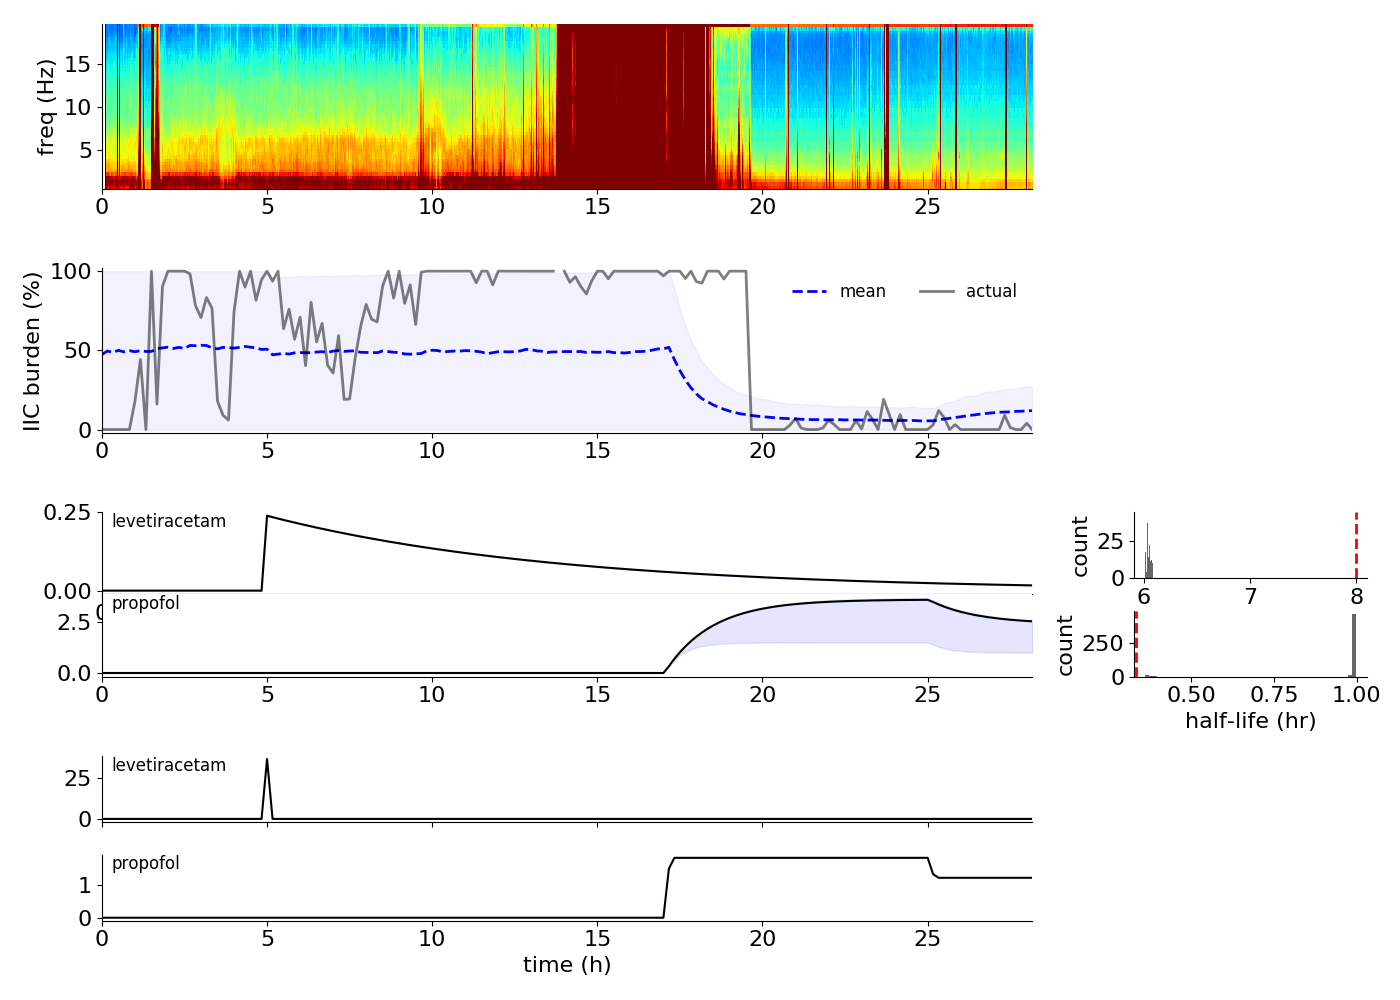 freq (Hz)
15
10
5
0 5 10 15 20 25
IIC burden (%)
100
50
0
mean actual
0 5 10 15 20 25
0.25
levetiracetam
0.00
0
propofol
2.5
0.0
0 5 10 15 20 25
count
25
0
6 7 8
count
250
0
0.50 0.75 1.00
half-life (hr)
levetiracetam
25
0
propofol
1
0
0 5 10 15 20 25
time (h)